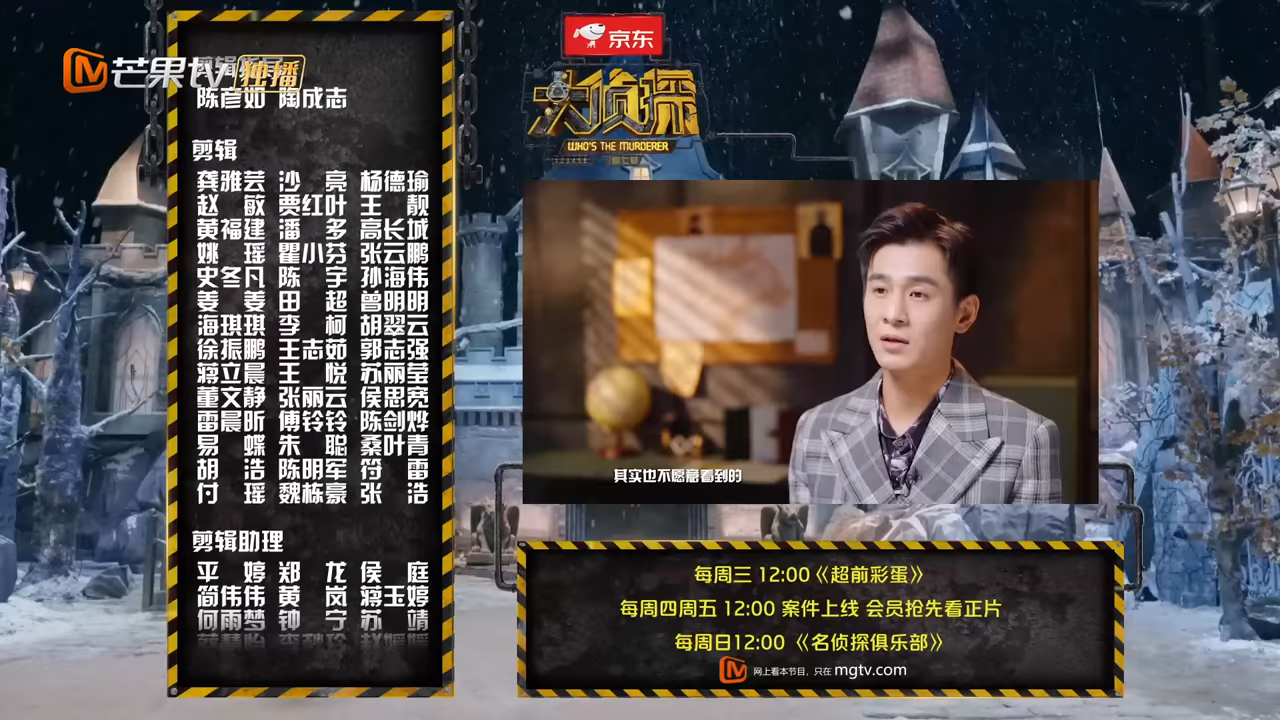 芒果TV 独播
陈彦如 陶成志
剪辑
龚雅芸 沙 亮 杨德瑜
赵 敏 贾红叶 王 靓
黄福建 潘 多 高长城
姚 瑶 瞿小芬 张云鹏
史冬凡 陈 宇 孙海伟
姜 姜 田 超 曾明明
海琪琪 李 柯 胡翠云
徐振鹏 王志茹 郭志强
蒋立晨 王 悦 苏丽莹
董文静 张丽云 侯思宽
雷晨昕 傅铃铃 陈剑烨
易 蝶 朱 聪 桑叶青
胡 浩 陈明军 符 雷
付 瑶 魏栋豪 张 浩
剪辑助理
平 婷 郑 龙 侯 庭
简伟伟 黄 岗 蒋玉婷
何雨梦 钟 宁 苏 靖
京东
大侦探
WHO'S THE MURDERER
其实也不愿意看到的
每周三 12:00《超前彩蛋》
每周四周五 12:00 案件上线 会员抢先看正片
每周日12:00 《名侦探俱乐部》
网上看本节目，只在 mgtv.com